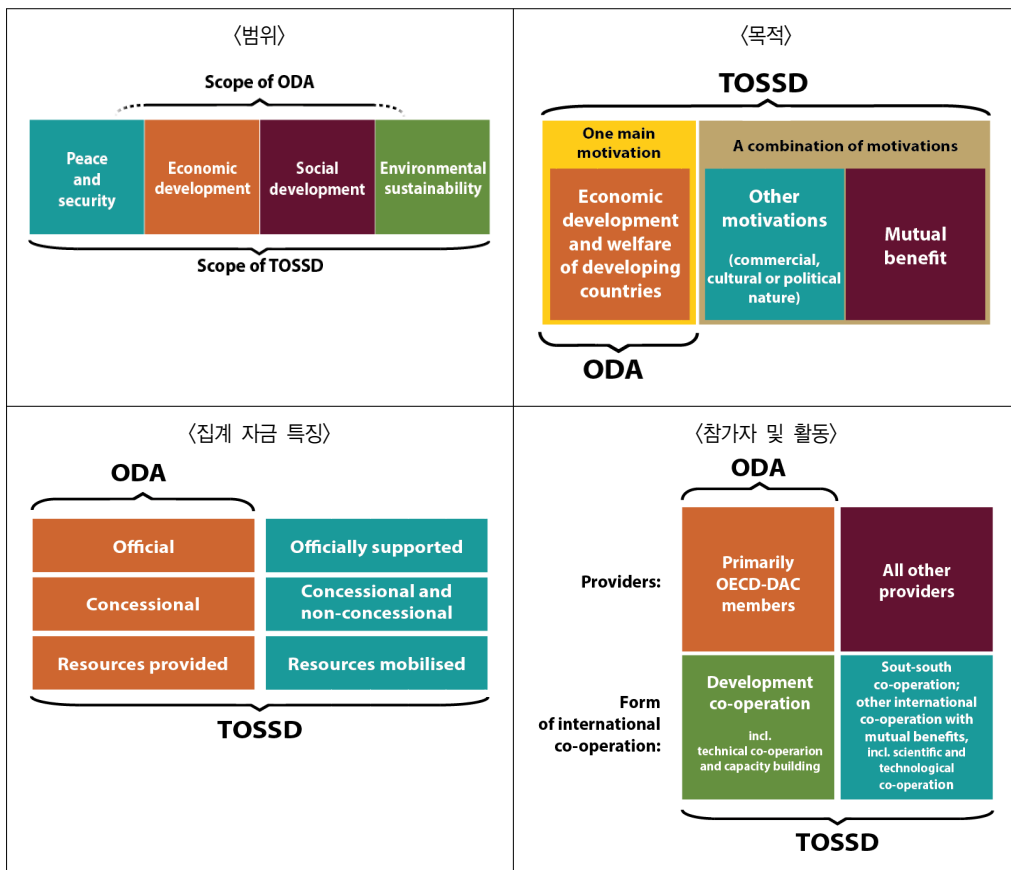 〈범위〉
Scope of ODA
Peace
and
security
Economic
development
Social
development
Environmental
sustainability
Scope of TOSSD
〈목적〉
TOSSD
One main
motivation
A combination of motivations
Economic
development
and welfare
of developing
countries
Other
motivations
(commercial,
cultural or political
nature)
Mutual
benefit
ODA
〈집계 자금 특징〉
ODA
Official
Officially supported
Concessional
Concessional and
non-concessional
Resources provided
Resources mobilised
TOSSD
〈참가자 및 활동〉
ODA
Providers:
Primarily
OECD-DAC
members
All other
providers
Form
of international
co-operation:
Development
co-operation
incl.
technical co-operarion
and capacity building
Sout-south
co-operation;
other international
co-operation with
mutual benefits,
incl. scientific and
technological
co-operation
TOSSD